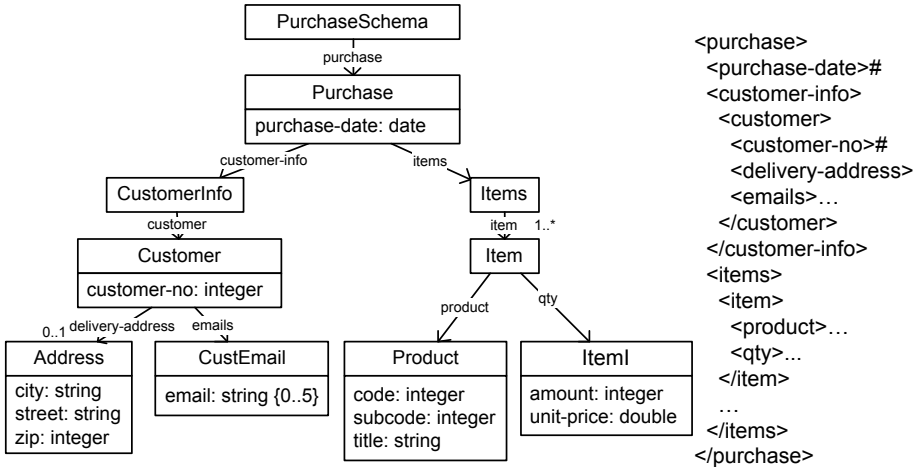 PurchaseSchema
purchase
Purchase
purchase-date: date
customer-info
items
CustomerInfo
Items
customer
item 1..*
Customer
customer-no: integer
Item
0..1 delivery-address
emails
product
qty
Address
city: string
street: string
zip: integer
CustEmail
email: string {0..5}
Product
code: integer
subcode: integer
title: string
ItemI
amount: integer
unit-price: double
<purchase>
<purchase-date>#
<customer-info>
<customer>
<customer-no>#
<delivery-address>
<emails>…
</customer>
</customer-info>
<items>
<item>
<product>…
<qty>...
</item>
…
</items>
</purchase>